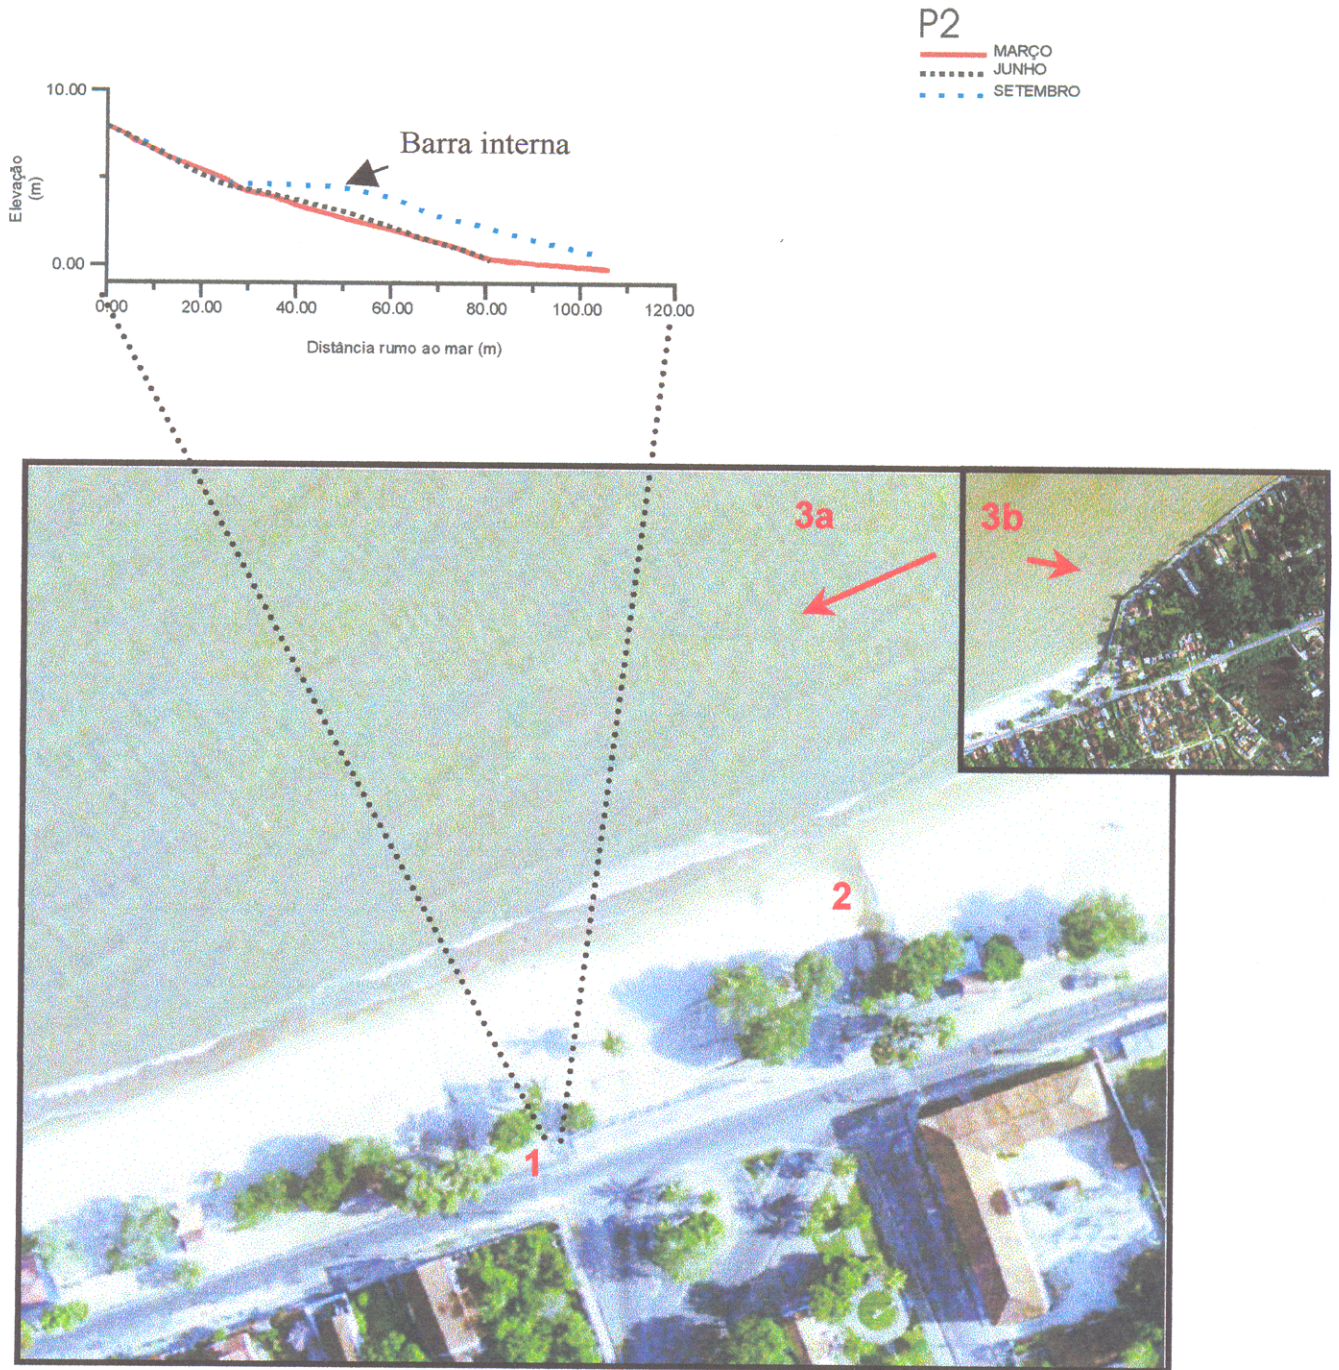 P2
MARÇO
JUNHO
SETEMBRO
10.00
Barra interna
Elevação
(m)
0.00
0.00
20.00
40.00
60.00
80.00
100.00
120.00
Distância rumo ao mar (m)
3a
3b
2
1